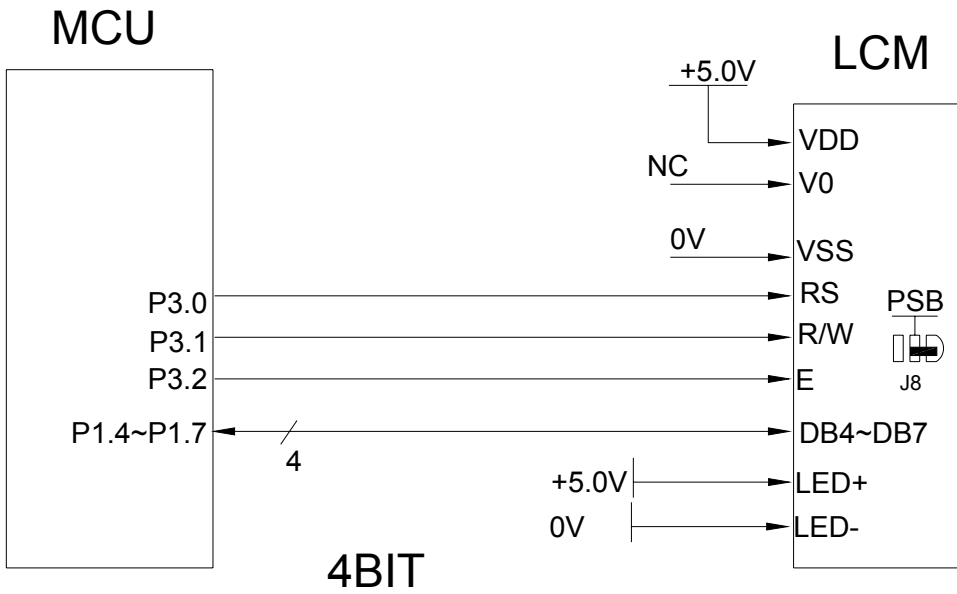 MCU
LCM
+5.0V
VDD
NC
V0
0V
VSS
P3.0
RS
PSB
P3.1
R/W
P3.2
E
J8
P1.4~P1.7
4
DB4~DB7
+5.0V
LED+
0V
LED-
4BIT